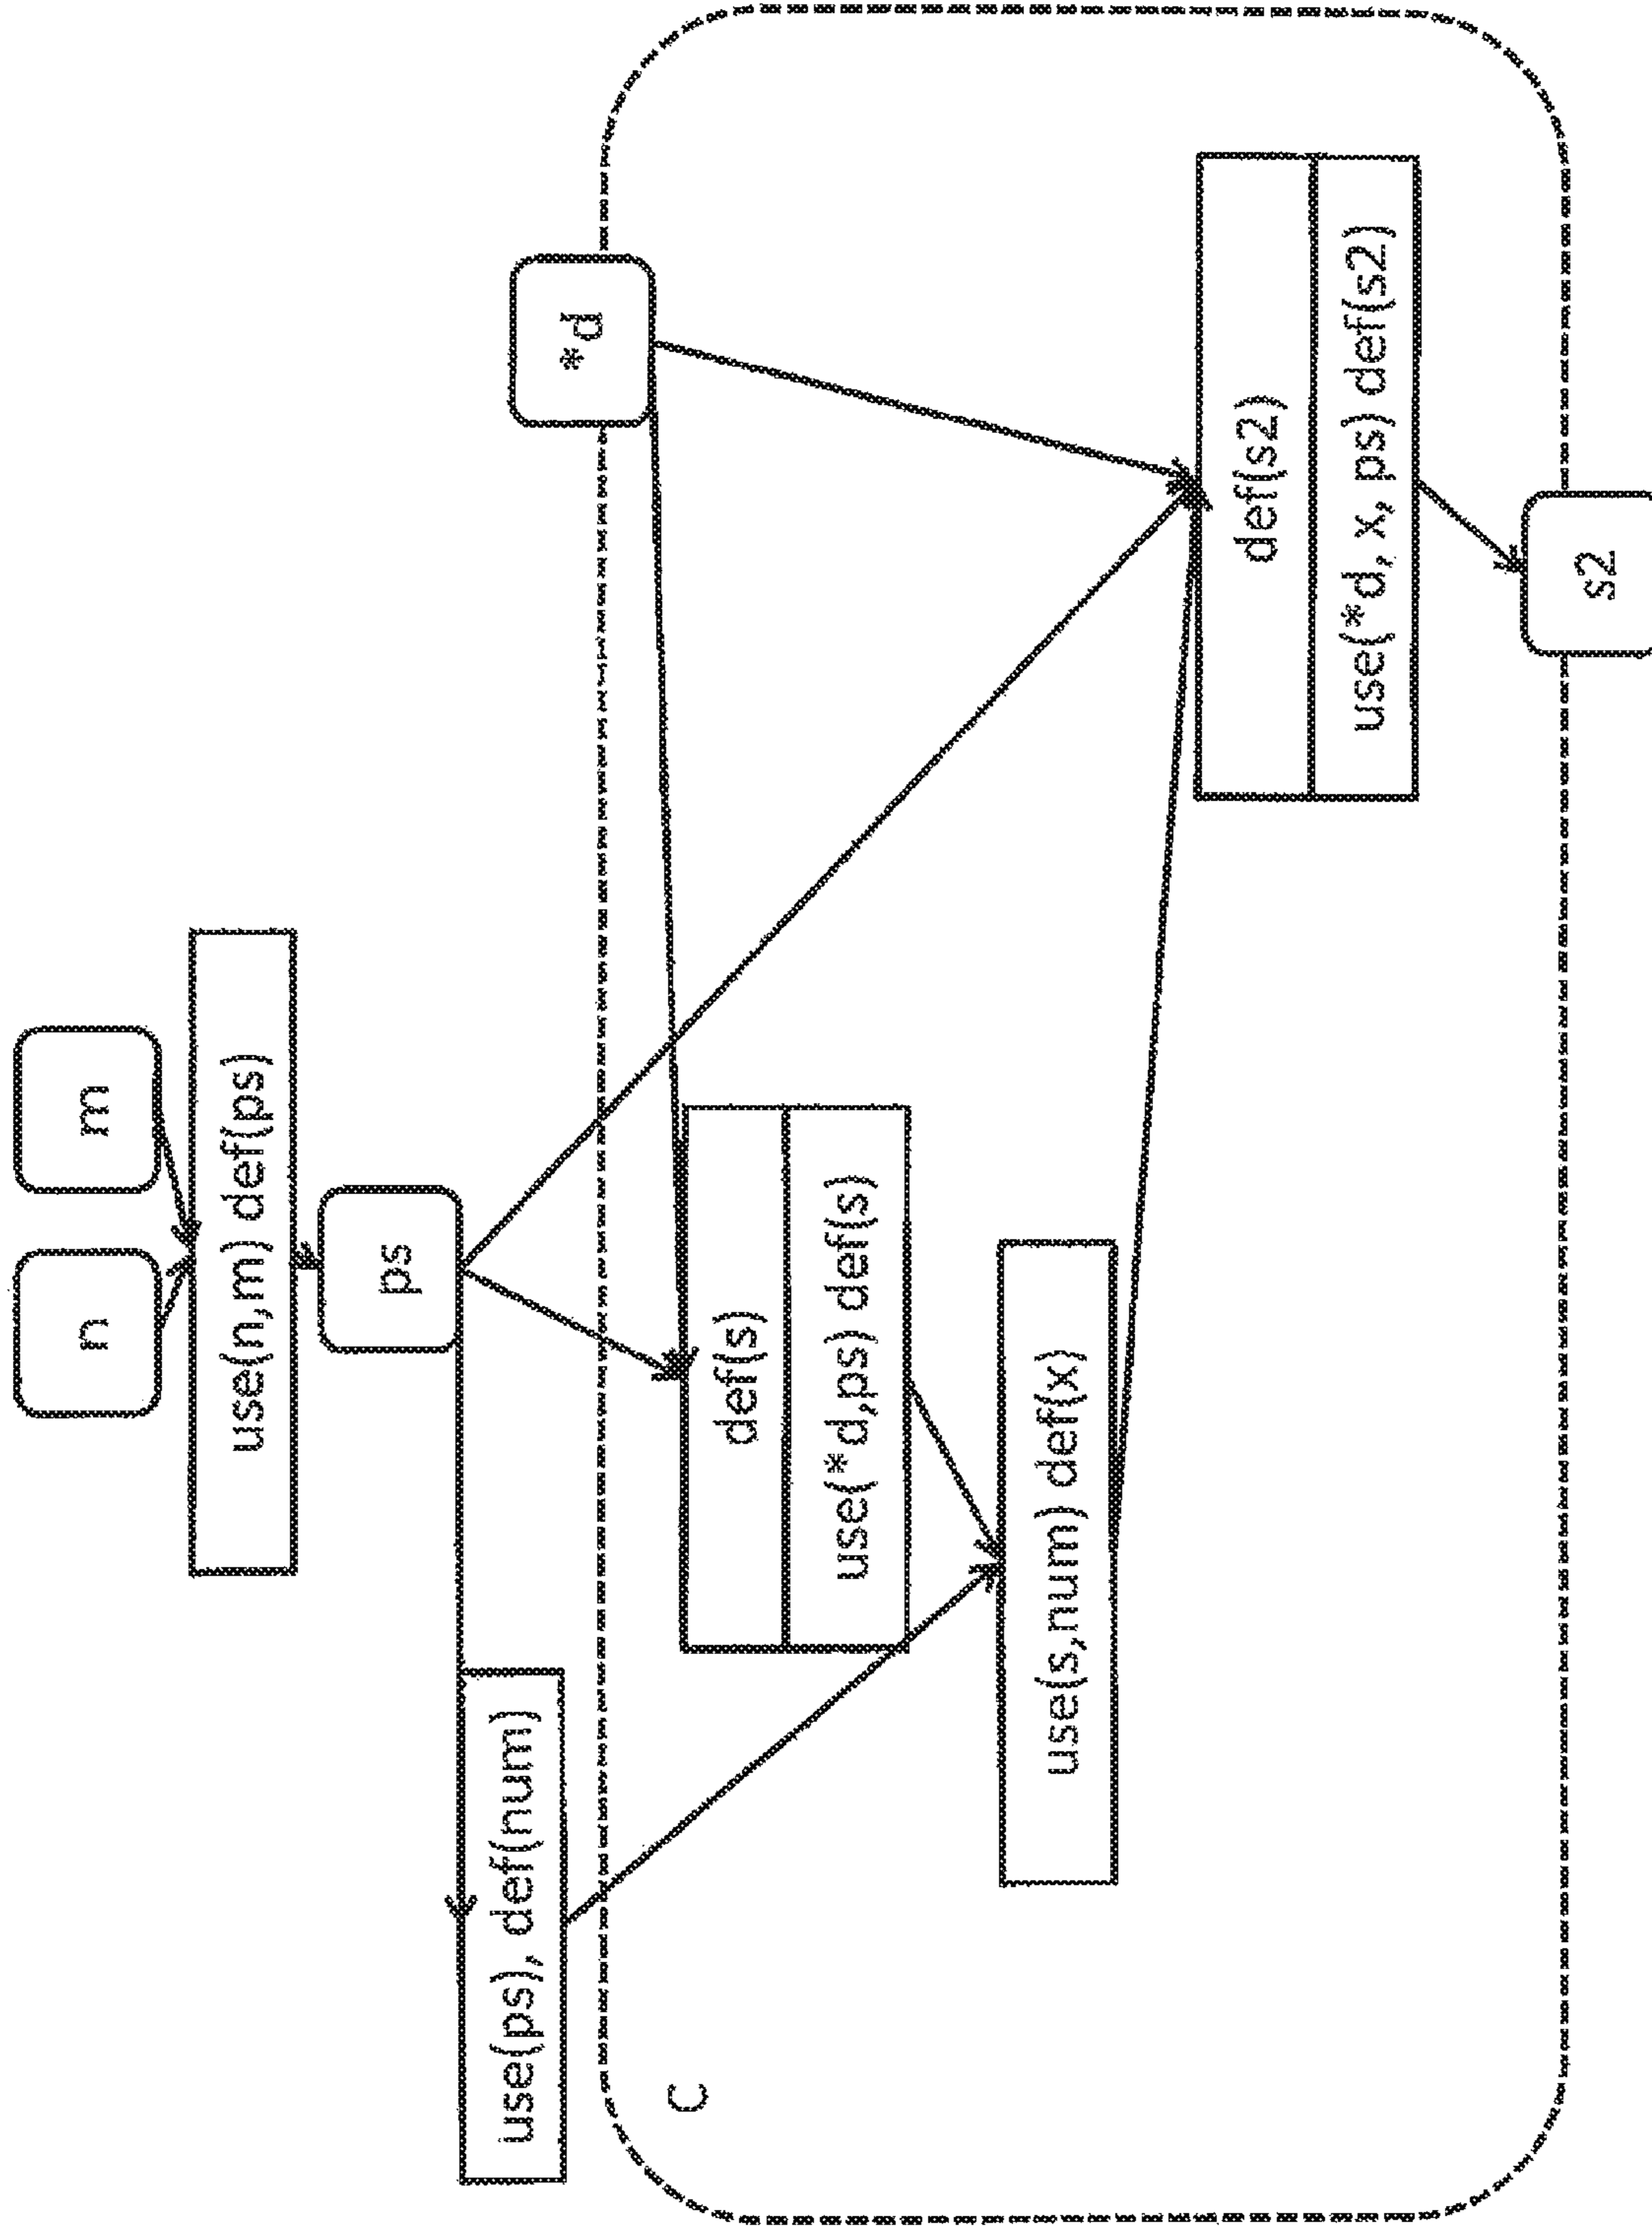 n
m
use(n,m) def(ps)
ps
use(ps), def(num)
*d
C
def(s)
use(*d,ps) def(s)
use(s,num) def(x)
def(s2)
use(*d, x, ps) def(s2)
s2